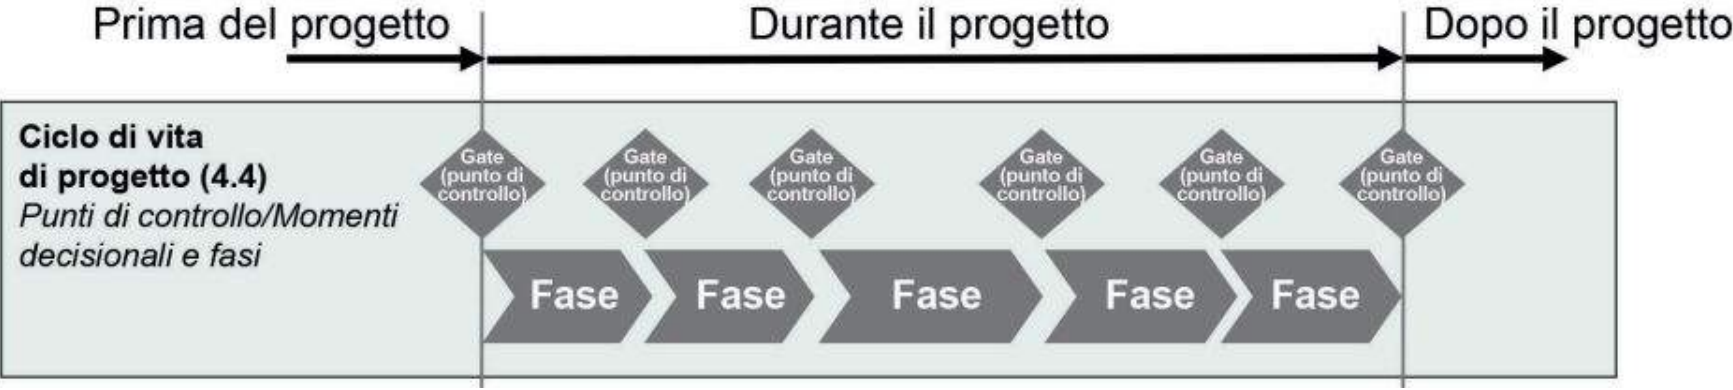 Prima del progetto
Durante il progetto
Dopo il progetto
Ciclo di vita
di progetto (4.4)
Punti di controllo/Momenti
decisionali e fasi
Gate
(punto di
controllo)
Gate
(punto di
controllo)
Gate
(punto di
controllo)
Gate
(punto di
controllo)
Gate
(punto di
controllo)
Gate
(punto di
controllo)
Fase
Fase
Fase
Fase
Fase